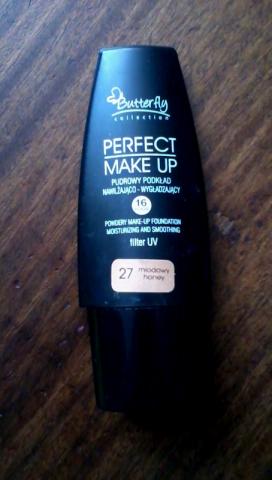 Butterfly
collection
PERFECT
MAKE UP
PUDROWY PODKŁAD
NAWILŻAJĄCO - WYGŁADZAJĄCY
16
POWDERY MAKE-UP FOUNDATION
MOISTURIZING AND SMOOTHING
filter UV
27 miodowy
honey